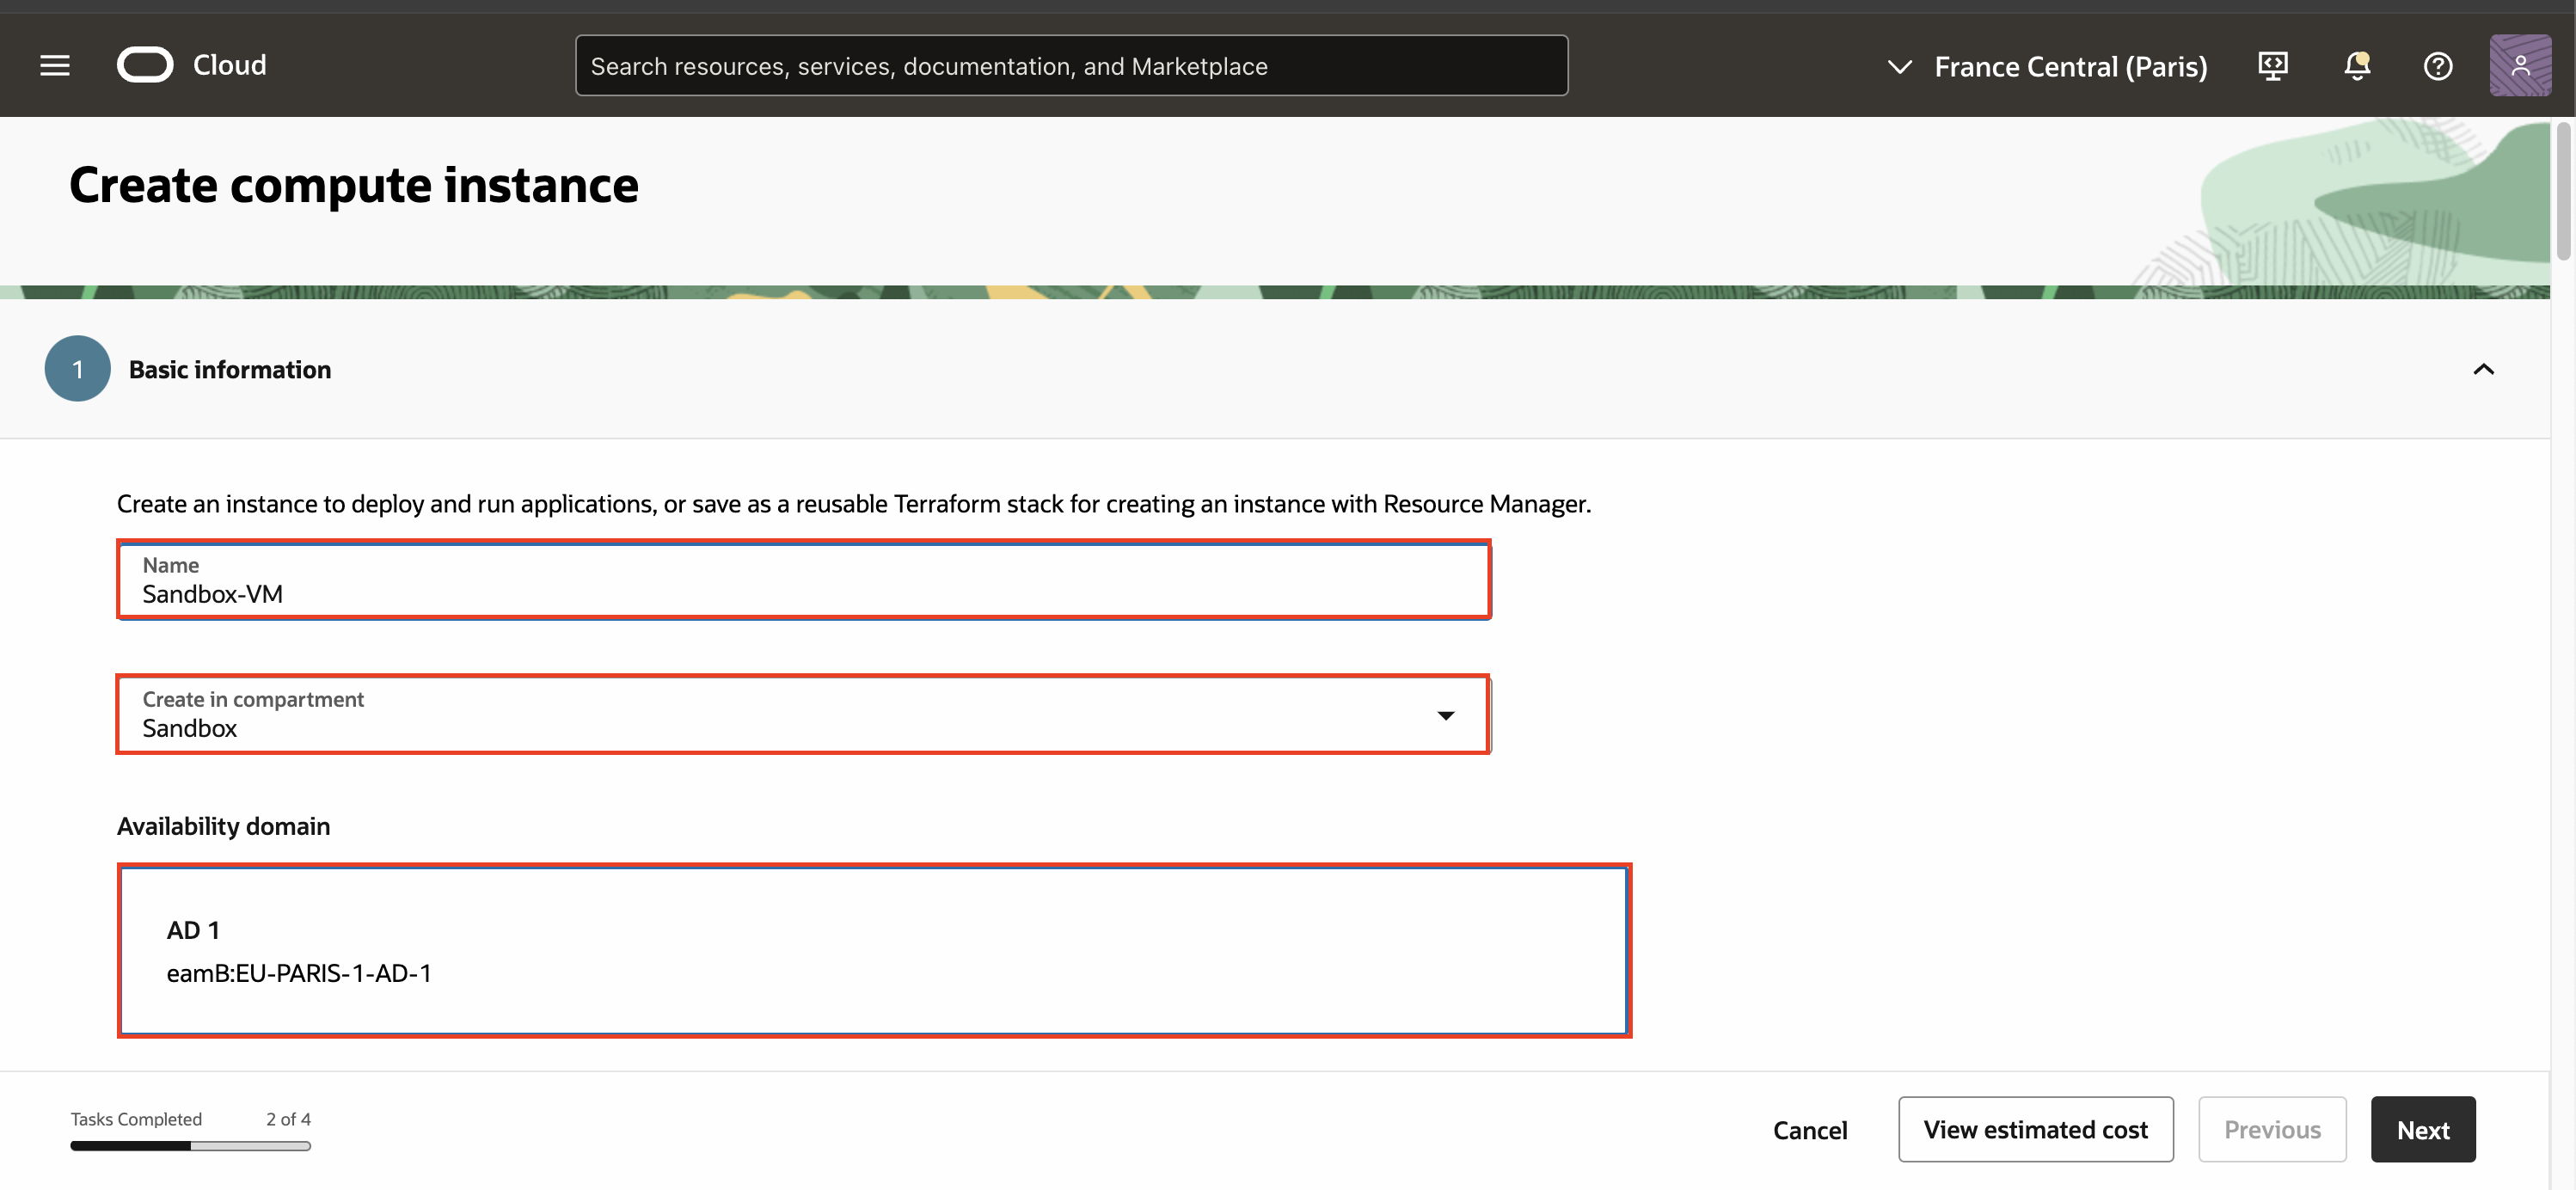 Cloud
Search resources, services, documentation, and Marketplace
France Central (Paris)
Create compute instance
1
Basic information
Create an instance to deploy and run applications, or save as a reusable Terraform stack for creating an instance with Resource Manager.
Name
Sandbox-VM
Create in compartment
Sandbox
Availability domain
AD 1
eamB:EU-PARIS-1-AD-1
Tasks Completed 2 of 4
Cancel
View estimated cost
Previous
Next